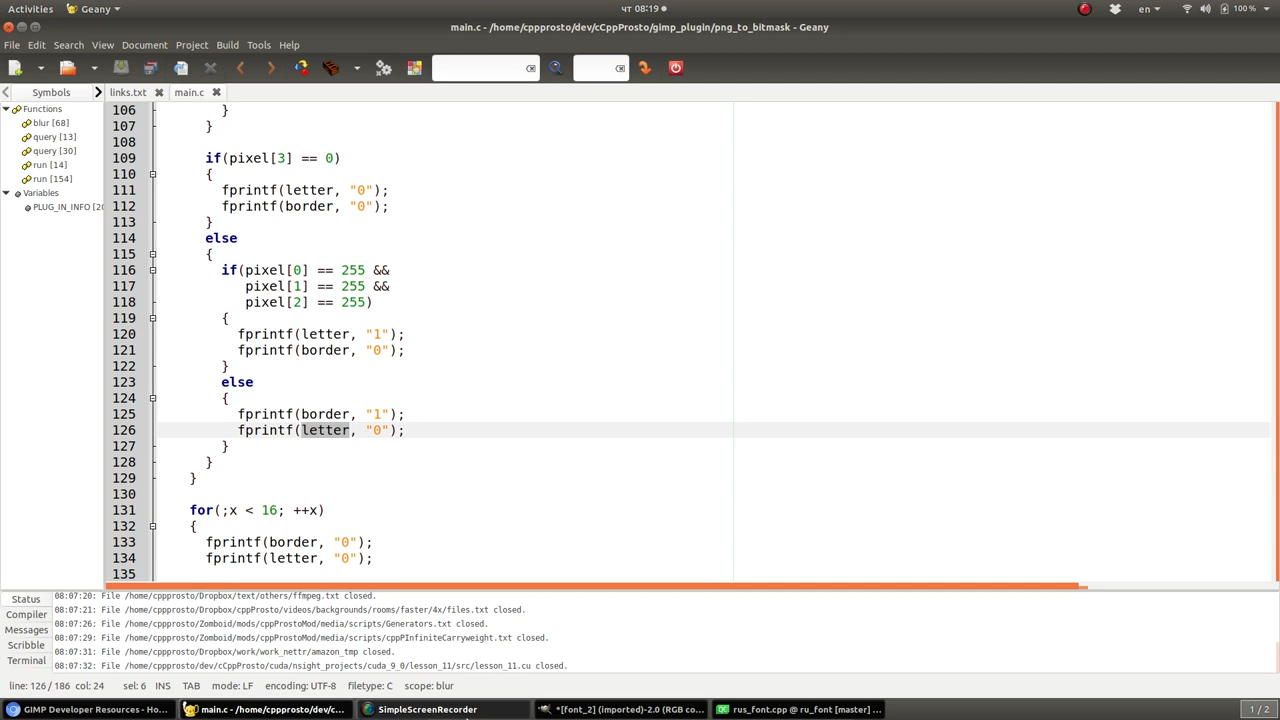 Activities Geany чт 08:19 en 100 %
main.c - /home/cppprosto/dev/cCppProsto/gimp_plugin/png_to_bitmask - Geany
File Edit Search View Document Project Build Tools Help
Symbols links.txt main.c
Functions
blur [68]
query [13]
query [30]
run [14]
run [154]
Variables
PLUG_IN_INFO [20
106 }
107 }
108
109 if(pixel[3] == 0)
110 {
111 fprintf(letter, "0");
112 fprintf(border, "0");
113 }
114 else
115 {
116 if(pixel[0] == 255 &&
117 pixel[1] == 255 &&
118 pixel[2] == 255)
119 {
120 fprintf(letter, "1");
121 fprintf(border, "0");
122 }
123 else
124 {
125 fprintf(border, "1");
126 fprintf(letter, "0");
127 }
128 }
129 }
130
131 for(;x < 16; ++x)
132 {
133 fprintf(border, "0");
134 fprintf(letter, "0");
135
Status
Compiler
Messages
Scribble
Terminal
08:07:20: File /home/cppprosto/Dropbox/text/others/ffmpeg.txt closed.
08:07:21: File /home/cppprosto/Dropbox/cppProsto/videos/backgrounds/rooms/faster/4x/files.txt closed.
08:07:26: File /home/cppprosto/Zomboid/mods/cppProstoMod/media/scripts/Generators.txt closed.
08:07:29: File /home/cppprosto/Zomboid/mods/cppProstoMod/media/scripts/cppPInfiniteCarryweight.txt closed.
08:07:31: File /home/cppprosto/Dropbox/work/work_nettr/amazon_tmp closed.
08:07:32: File /home/cppprosto/dev/cCppProsto/cuda/nsight_projects/cuda_9_0/lesson_11/src/lesson_11.cu closed.
line: 126 / 186 col: 24 sel: 6 INS TAB mode: LF encoding: UTF-8 filetype: C scope: blur
GIMP Developer Resources - Ho... main.c - /home/cppprosto/dev/c... SimpleScreenRecorder *[font_2] (imported)-2.0 (RGB co... rus_font.cpp @ ru_font [master] ... 1 / 2